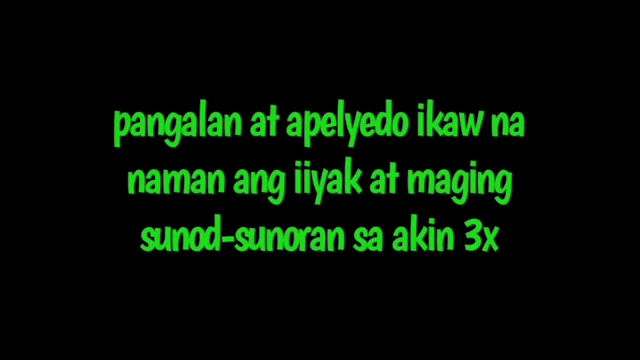 pangalan at apelyedo ikaw na
naman ang iiyak at maging
sunod-sunoran sa akin 3x